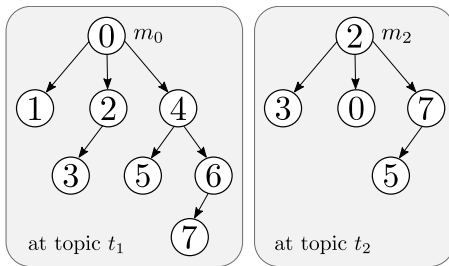 0 m₀
1 2 4
3 5 6
7
at topic t₁
2 m₂
3 0 7
5
at topic t₂